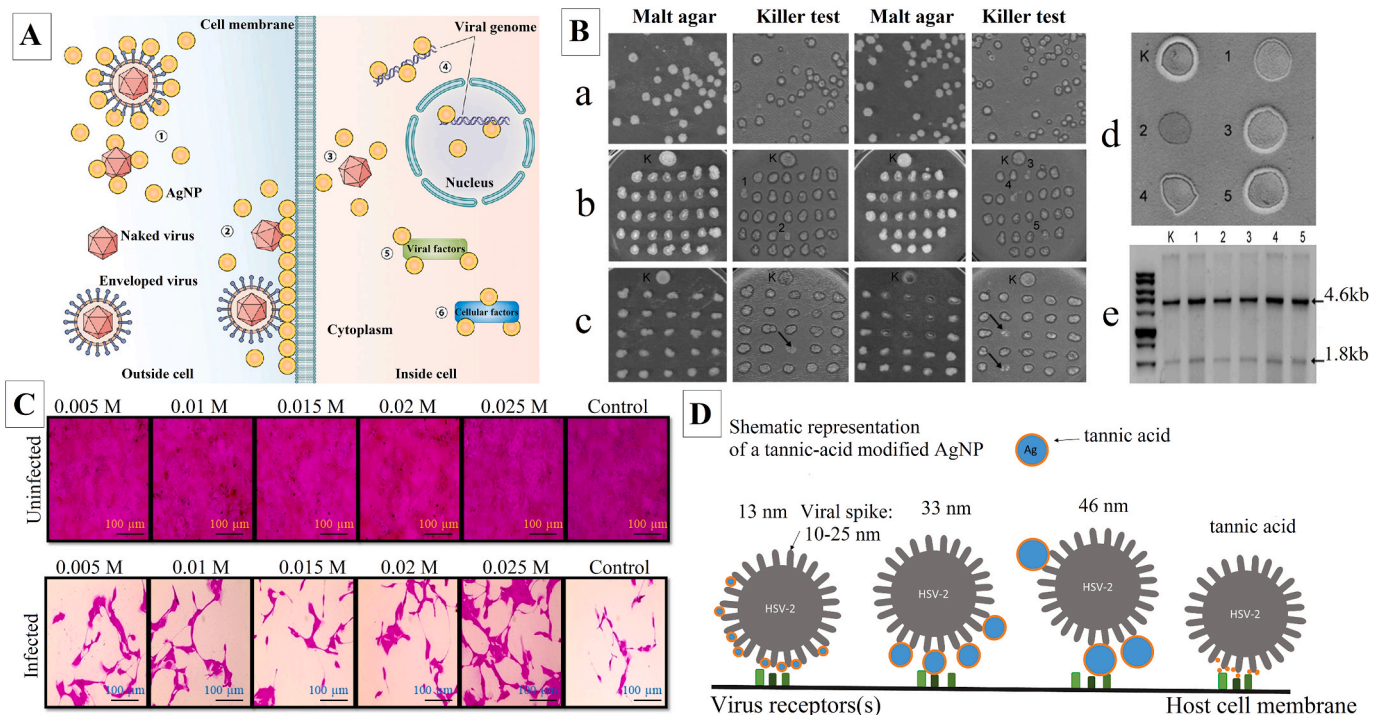 A
Cell membrane
Viral genome
④
①
③
AgNP
Nucleus
②
Naked virus
⑤
Viral factors
Enveloped virus
⑥
Cellular factors
Cytoplasm
Outside cell
Inside cell
B
Malt agar
Killer test
Malt agar
Killer test
a
b
K
K
1
2
K
K
3
4
5
c
K
K
K
K
d
K
1
2
3
4
5
e
K 1 2 3 4 5
4.6kb
1.8kb
C
0.005 M
0.01 M
0.015 M
0.02 M
0.025 M
Control
Uninfected
100 µm
100 µm
100 µm
100 µm
100 µm
100 µm
0.005 M
0.01 M
0.015 M
0.02 M
0.025 M
Control
Infected
100 µm
100 µm
100 µm
100 µm
100 µm
100 µm
D
Shematic representation
of a tannic-acid modified AgNP
Ag
tannic acid
13 nm
Viral spike:
10-25 nm
33 nm
46 nm
tannic acid
HSV-2
HSV-2
HSV-2
HSV-2
Virus receptors(s)
Host cell membrane